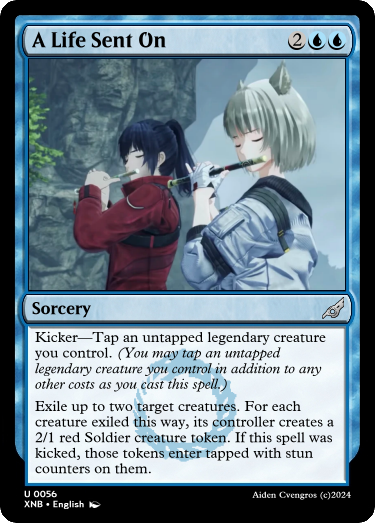 A Life Sent On 2
Sorcery
Kicker—Tap an untapped legendary creature
you control. (You may tap an untapped
legendary creature you control in addition to any
other costs as you cast this spell.)
Exile up to two target creatures. For each
creature exiled this way, its controller creates a
2/1 red Soldier creature token. If this spell was
kicked, those tokens enter tapped with stun
counters on them.
U 0056
XNB • English Aiden Cvengros (c)2024